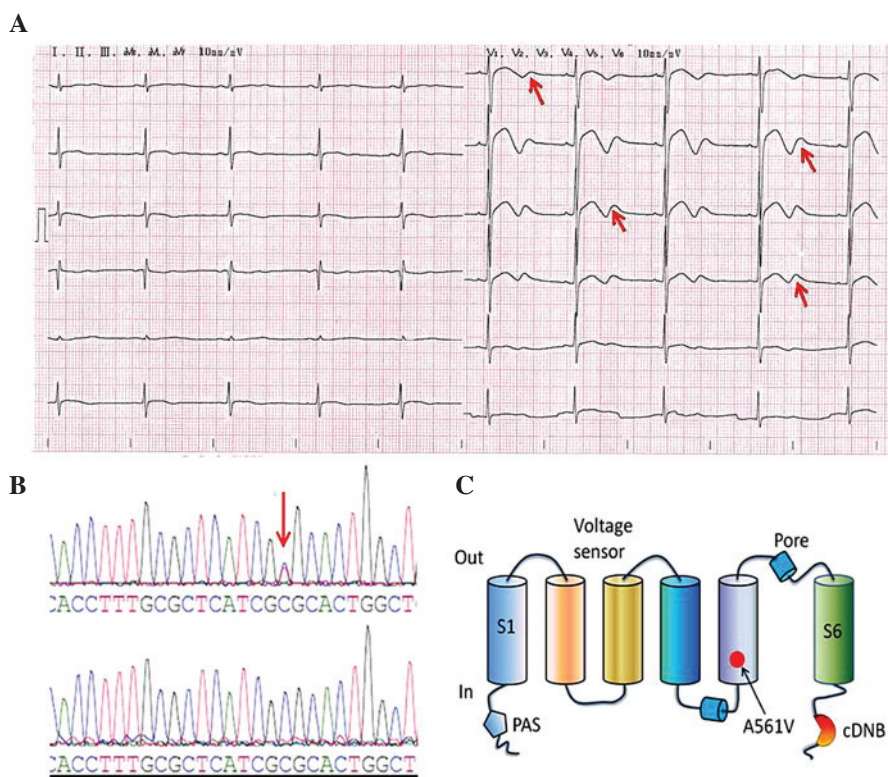 A
I, II, III, aVR, aVL, aVF 10mm/mV
V1, V2, V3, V4, V5, V6 10mm/mV
B
CACCTTTGCGCTCATCGCGCACTGGCT
CACCTTTGCGCTCATCGCGCACTGGCT
C
Voltage
sensor
Pore
Out
S1
S6
In
PAS
A561V
cDNB